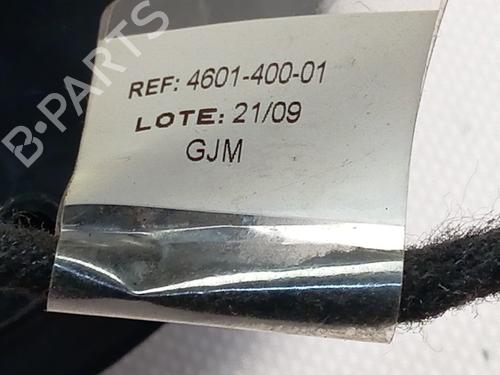 B-PARTS
REF: 4601-400-01
LOTE: 21/09
GJM